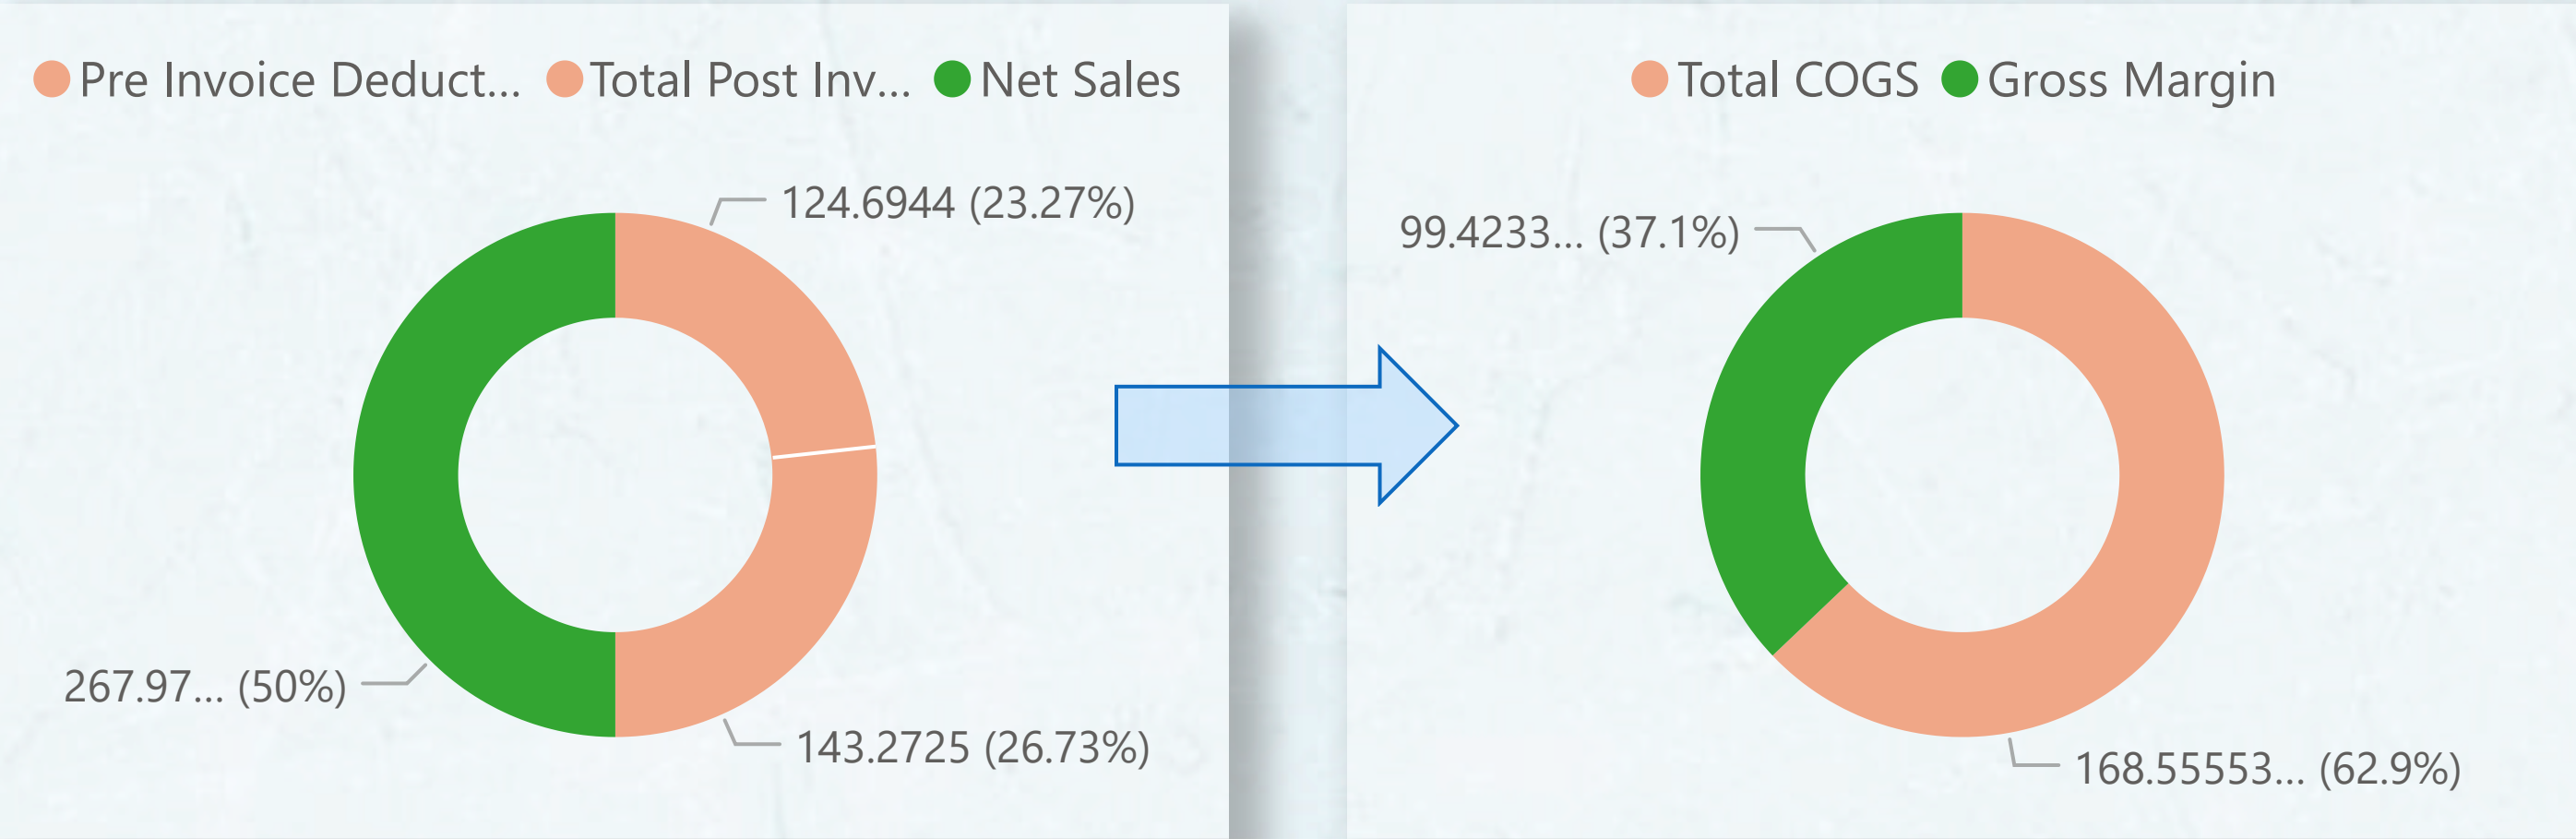 Pre Invoice Deduct... Total Post Inv... Net Sales
124.6944 (23.27%)
267.97... (50%)
143.2725 (26.73%)
Total COGS Gross Margin
99.4233... (37.1%)
168.55553... (62.9%)